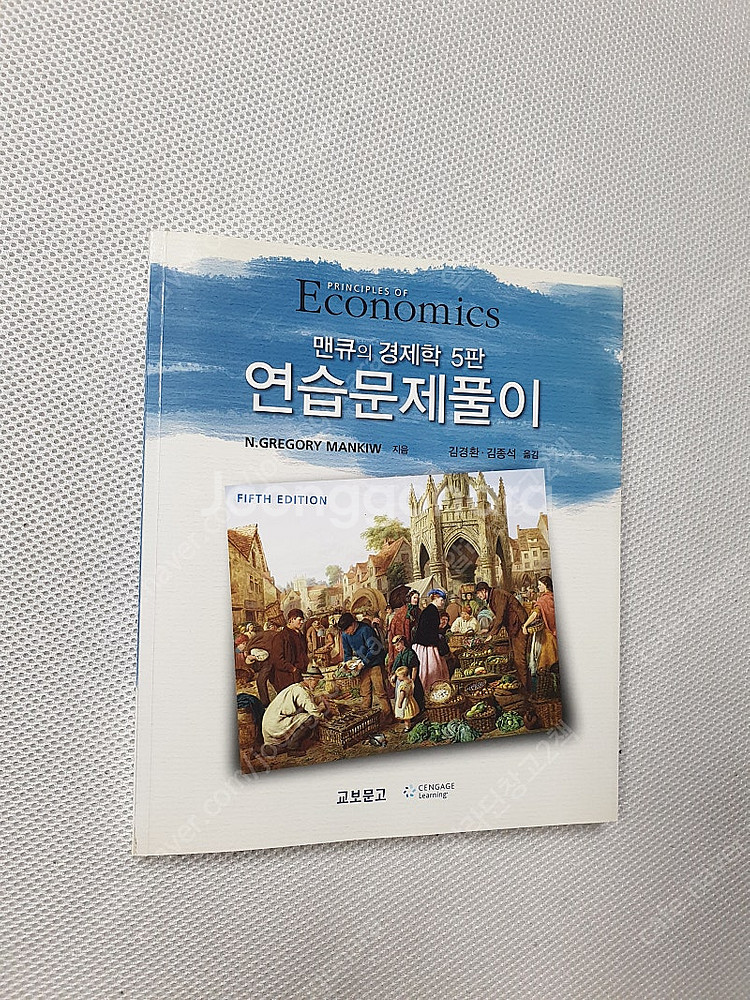 PRINCIPLES OF
Economics
맨큐의 경제학 5판
연습문제풀이
N.GREGORY MANKIW 지음 김경환·김종석 옮김
FIFTH EDITION
Joonggonara
교보문고 CENGAGE
Learning